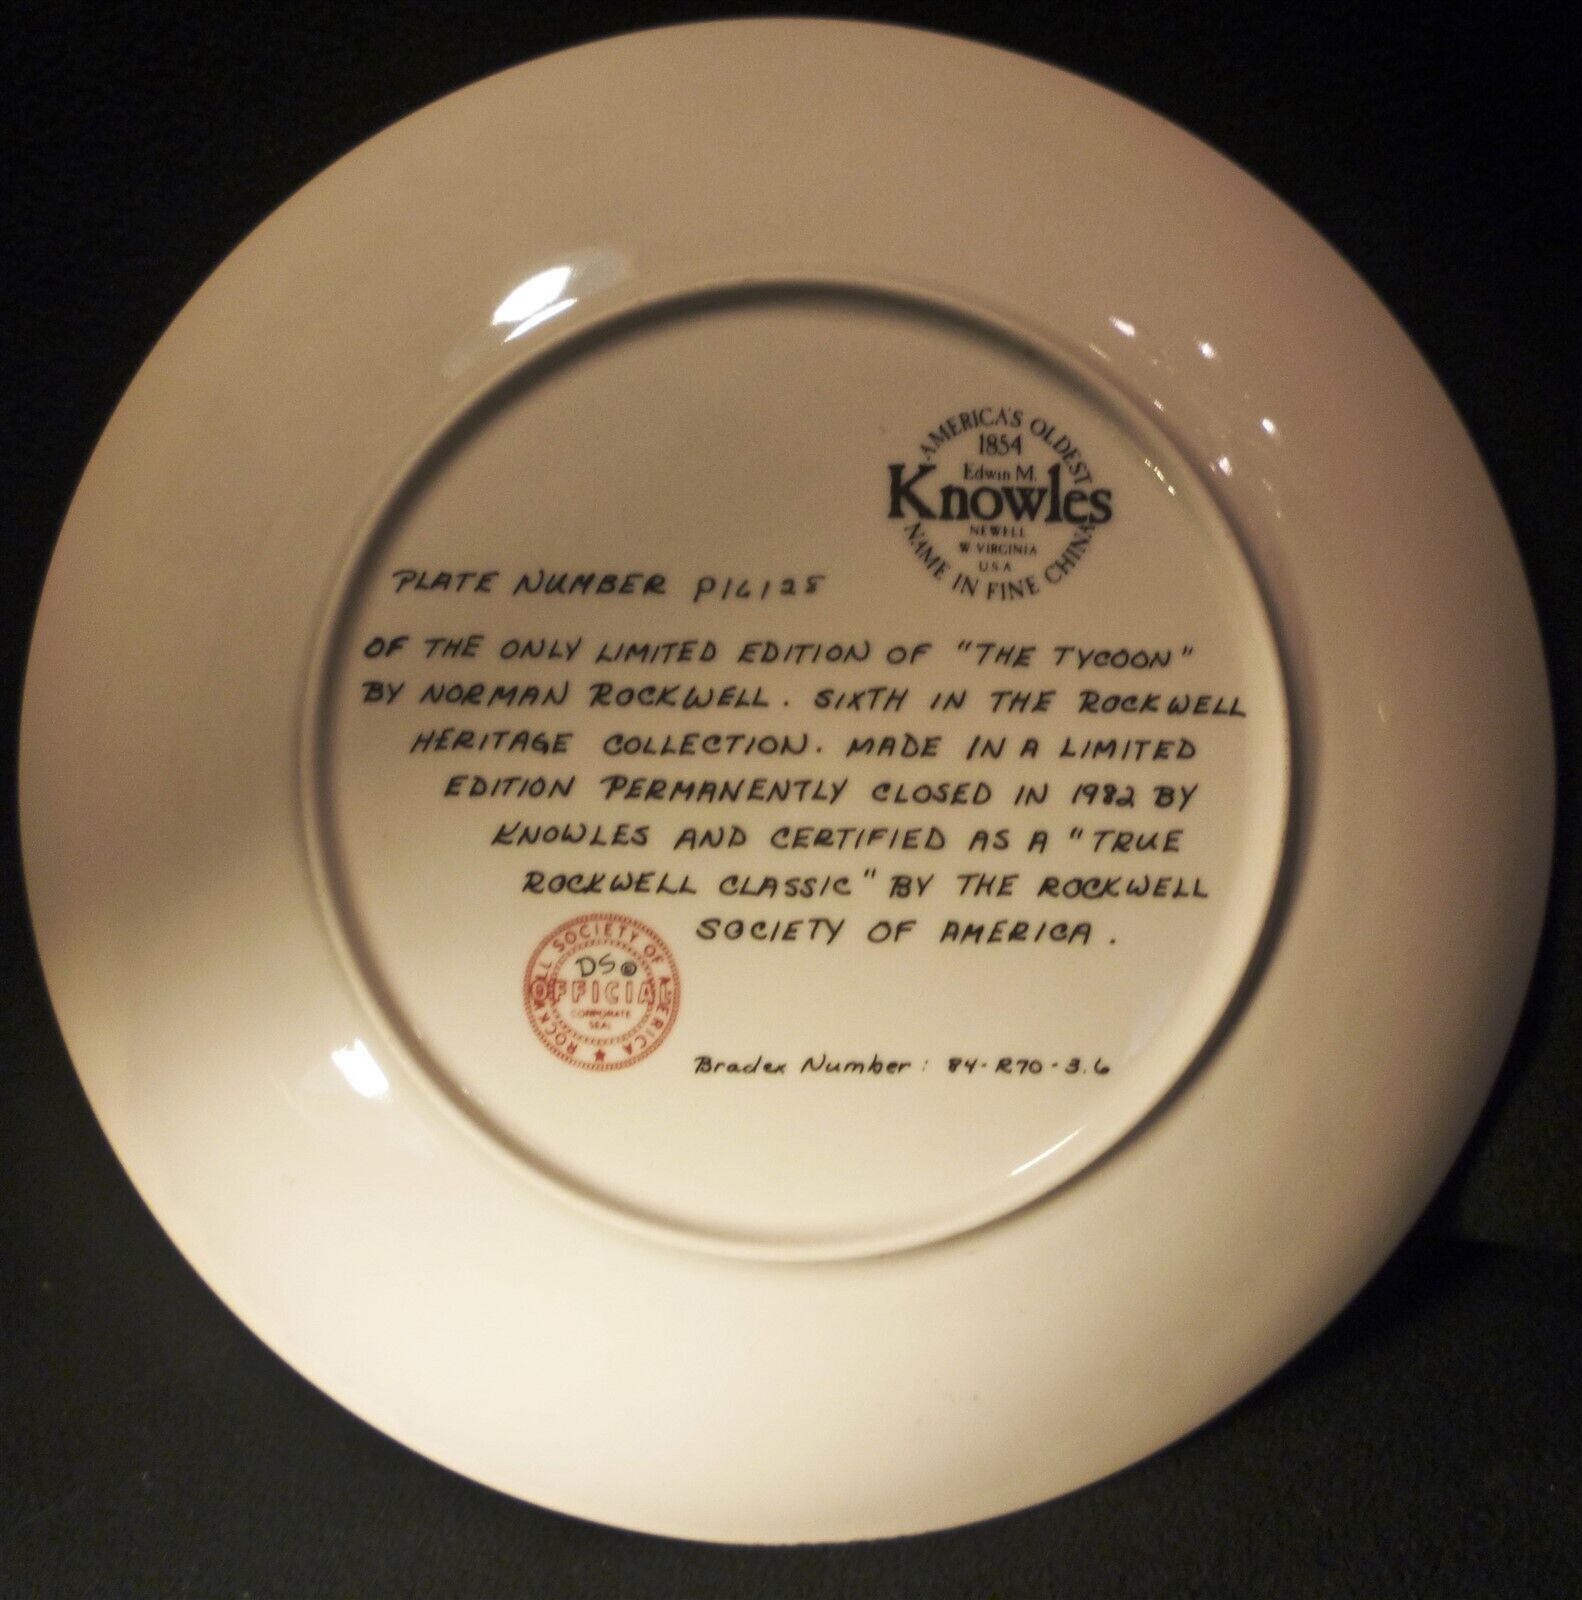 AMERICA'S OLDEST
1854
Edwin M.
Knowles
NEWELL
W VIRGINIA
U.S.A
NAME IN FINE CHINA
PLATE NUMBER P16128
OF THE ONLY LIMITED EDITION OF "THE TYCOON"
BY NORMAN ROCKWELL. SIXTH IN THE ROCKWELL
HERITAGE COLLECTION. MADE IN A LIMITED
EDITION PERMANENTLY CLOSED IN 1982 BY
KNOWLES AND CERTIFIED AS A "TRUE
ROCKWELL CLASSIC" BY THE ROCKWELL
SOCIETY OF AMERICA.
ROCKWELL SOCIETY OF AMERICA
DS©
OFFICIAL
CORPORATE
SEAL
Bradex Number: 84-R70-3.6